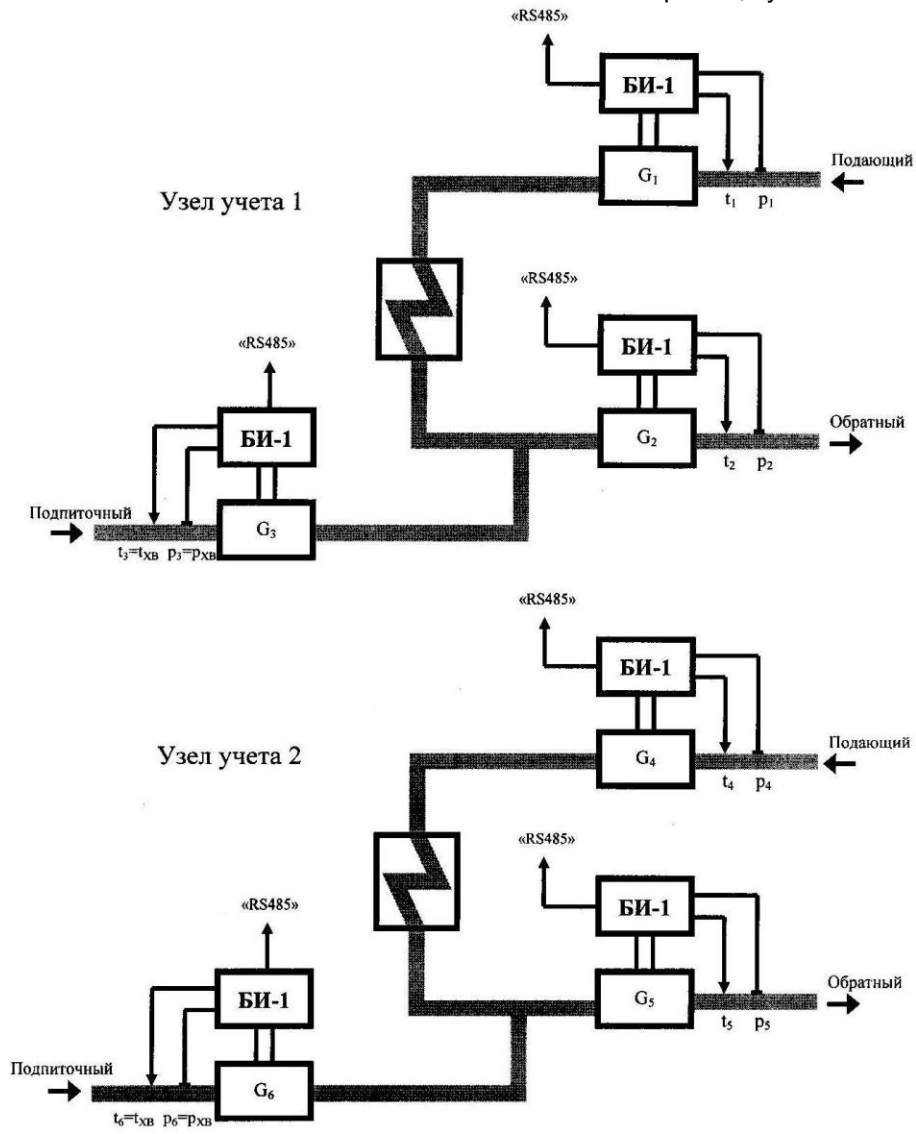 «RS485»
БИ-1
G₁
Подающий
t₁ p₁
Узел учета 1
«RS485»
БИ-1
G₂
Обратный
t₂ p₂
«RS485»
БИ-1
Подпиточный
G₃
t₃=tхв p₃=pхв
«RS485»
БИ-1
G₄
Подающий
t₄ p₄
Узел учета 2
«RS485»
БИ-1
G₅
Обратный
t₅ p₅
«RS485»
БИ-1
Подпиточный
G₆
t₆=tхв p₆=pхв